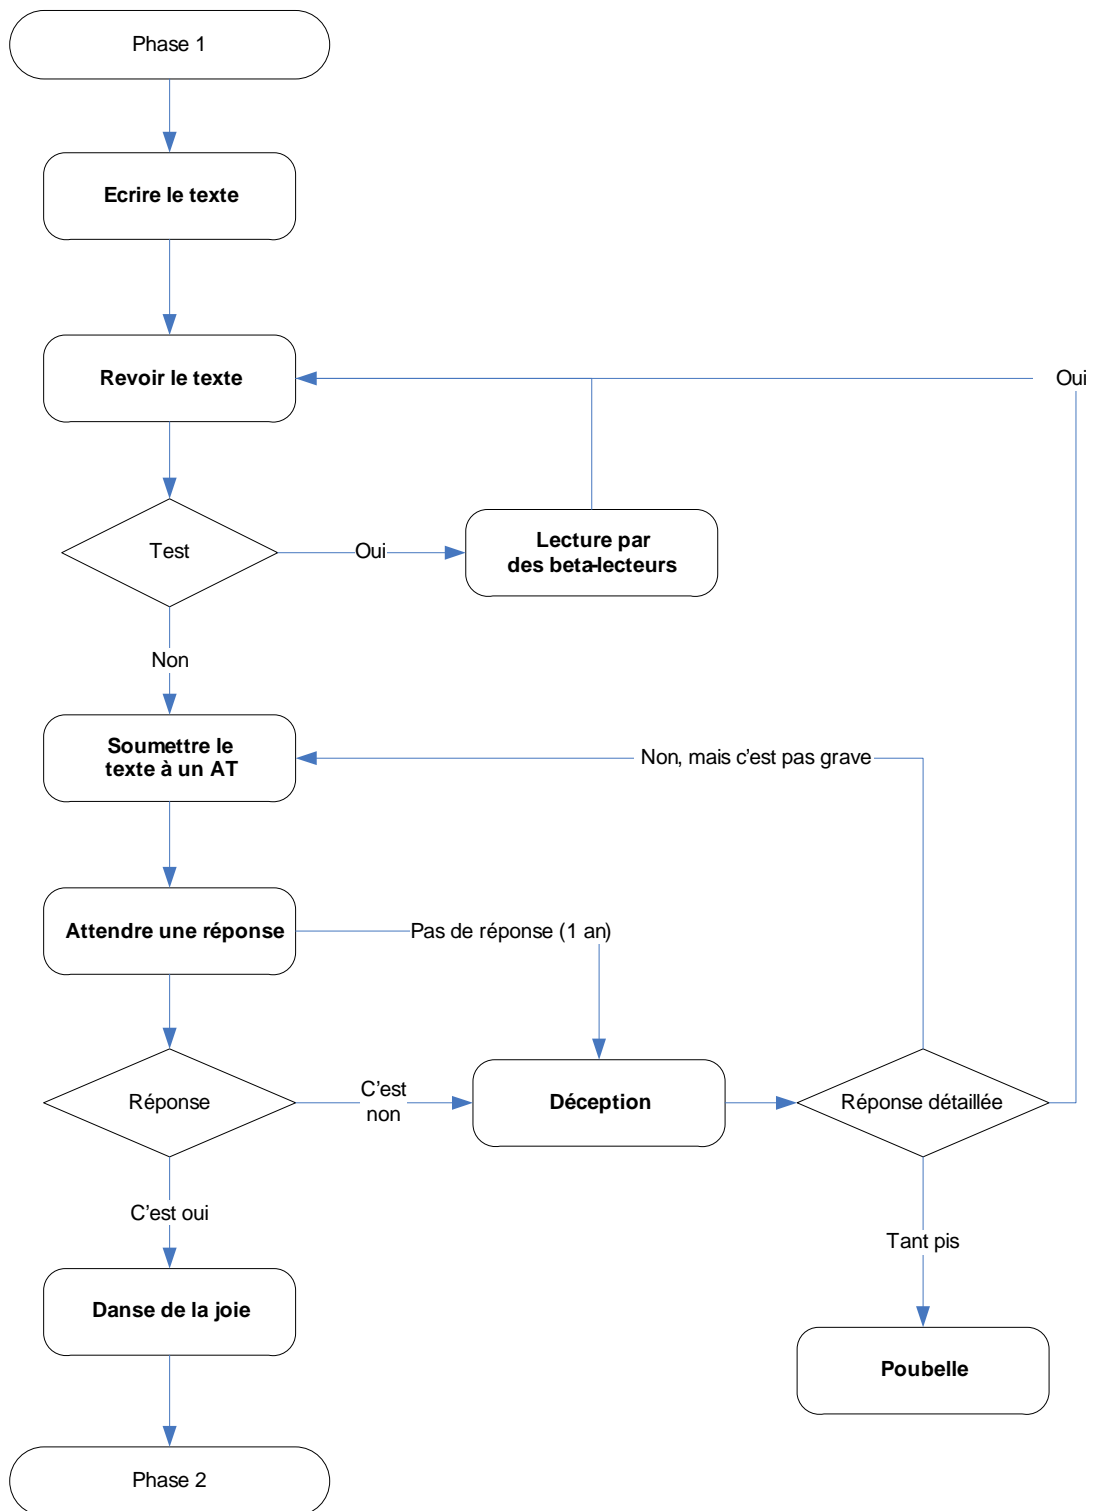 Phase 1
Ecrire le texte
Revoir le texte
Oui
Test
Oui
Lecture par
des beta-lecteurs
Non
Soumettre le
texte à un AT
Non, mais c’est pas grave
Attendre une réponse
Pas de réponse (1 an)
Réponse
C’est
non
Déception
Réponse détaillée
C’est oui
Tant pis
Danse de la joie
Poubelle
Phase 2